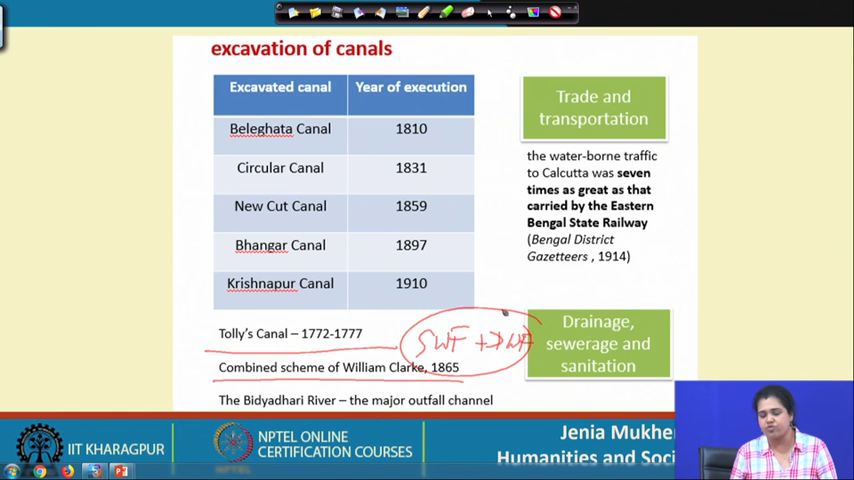 excavation of canals
Excavated canal Year of execution
Beleghata Canal 1810
Circular Canal 1831
New Cut Canal 1859
Bhangar Canal 1897
Krishnapur Canal 1910
Trade and
transportation
the water-borne traffic
to Calcutta was seven
times as great as that
carried by the Eastern
Bengal State Railway
(Bengal District
Gazetteers , 1914)
Tolly's Canal – 1772-1777
SWF + DWF
Combined scheme of William Clarke, 1865
The Bidyadhari River – the major outfall channel
Drainage,
sewerage and
sanitation
IIT KHARAGPUR
NPTEL ONLINE
CERTIFICATION COURSES
Jenia Mukher
Humanities and Soci